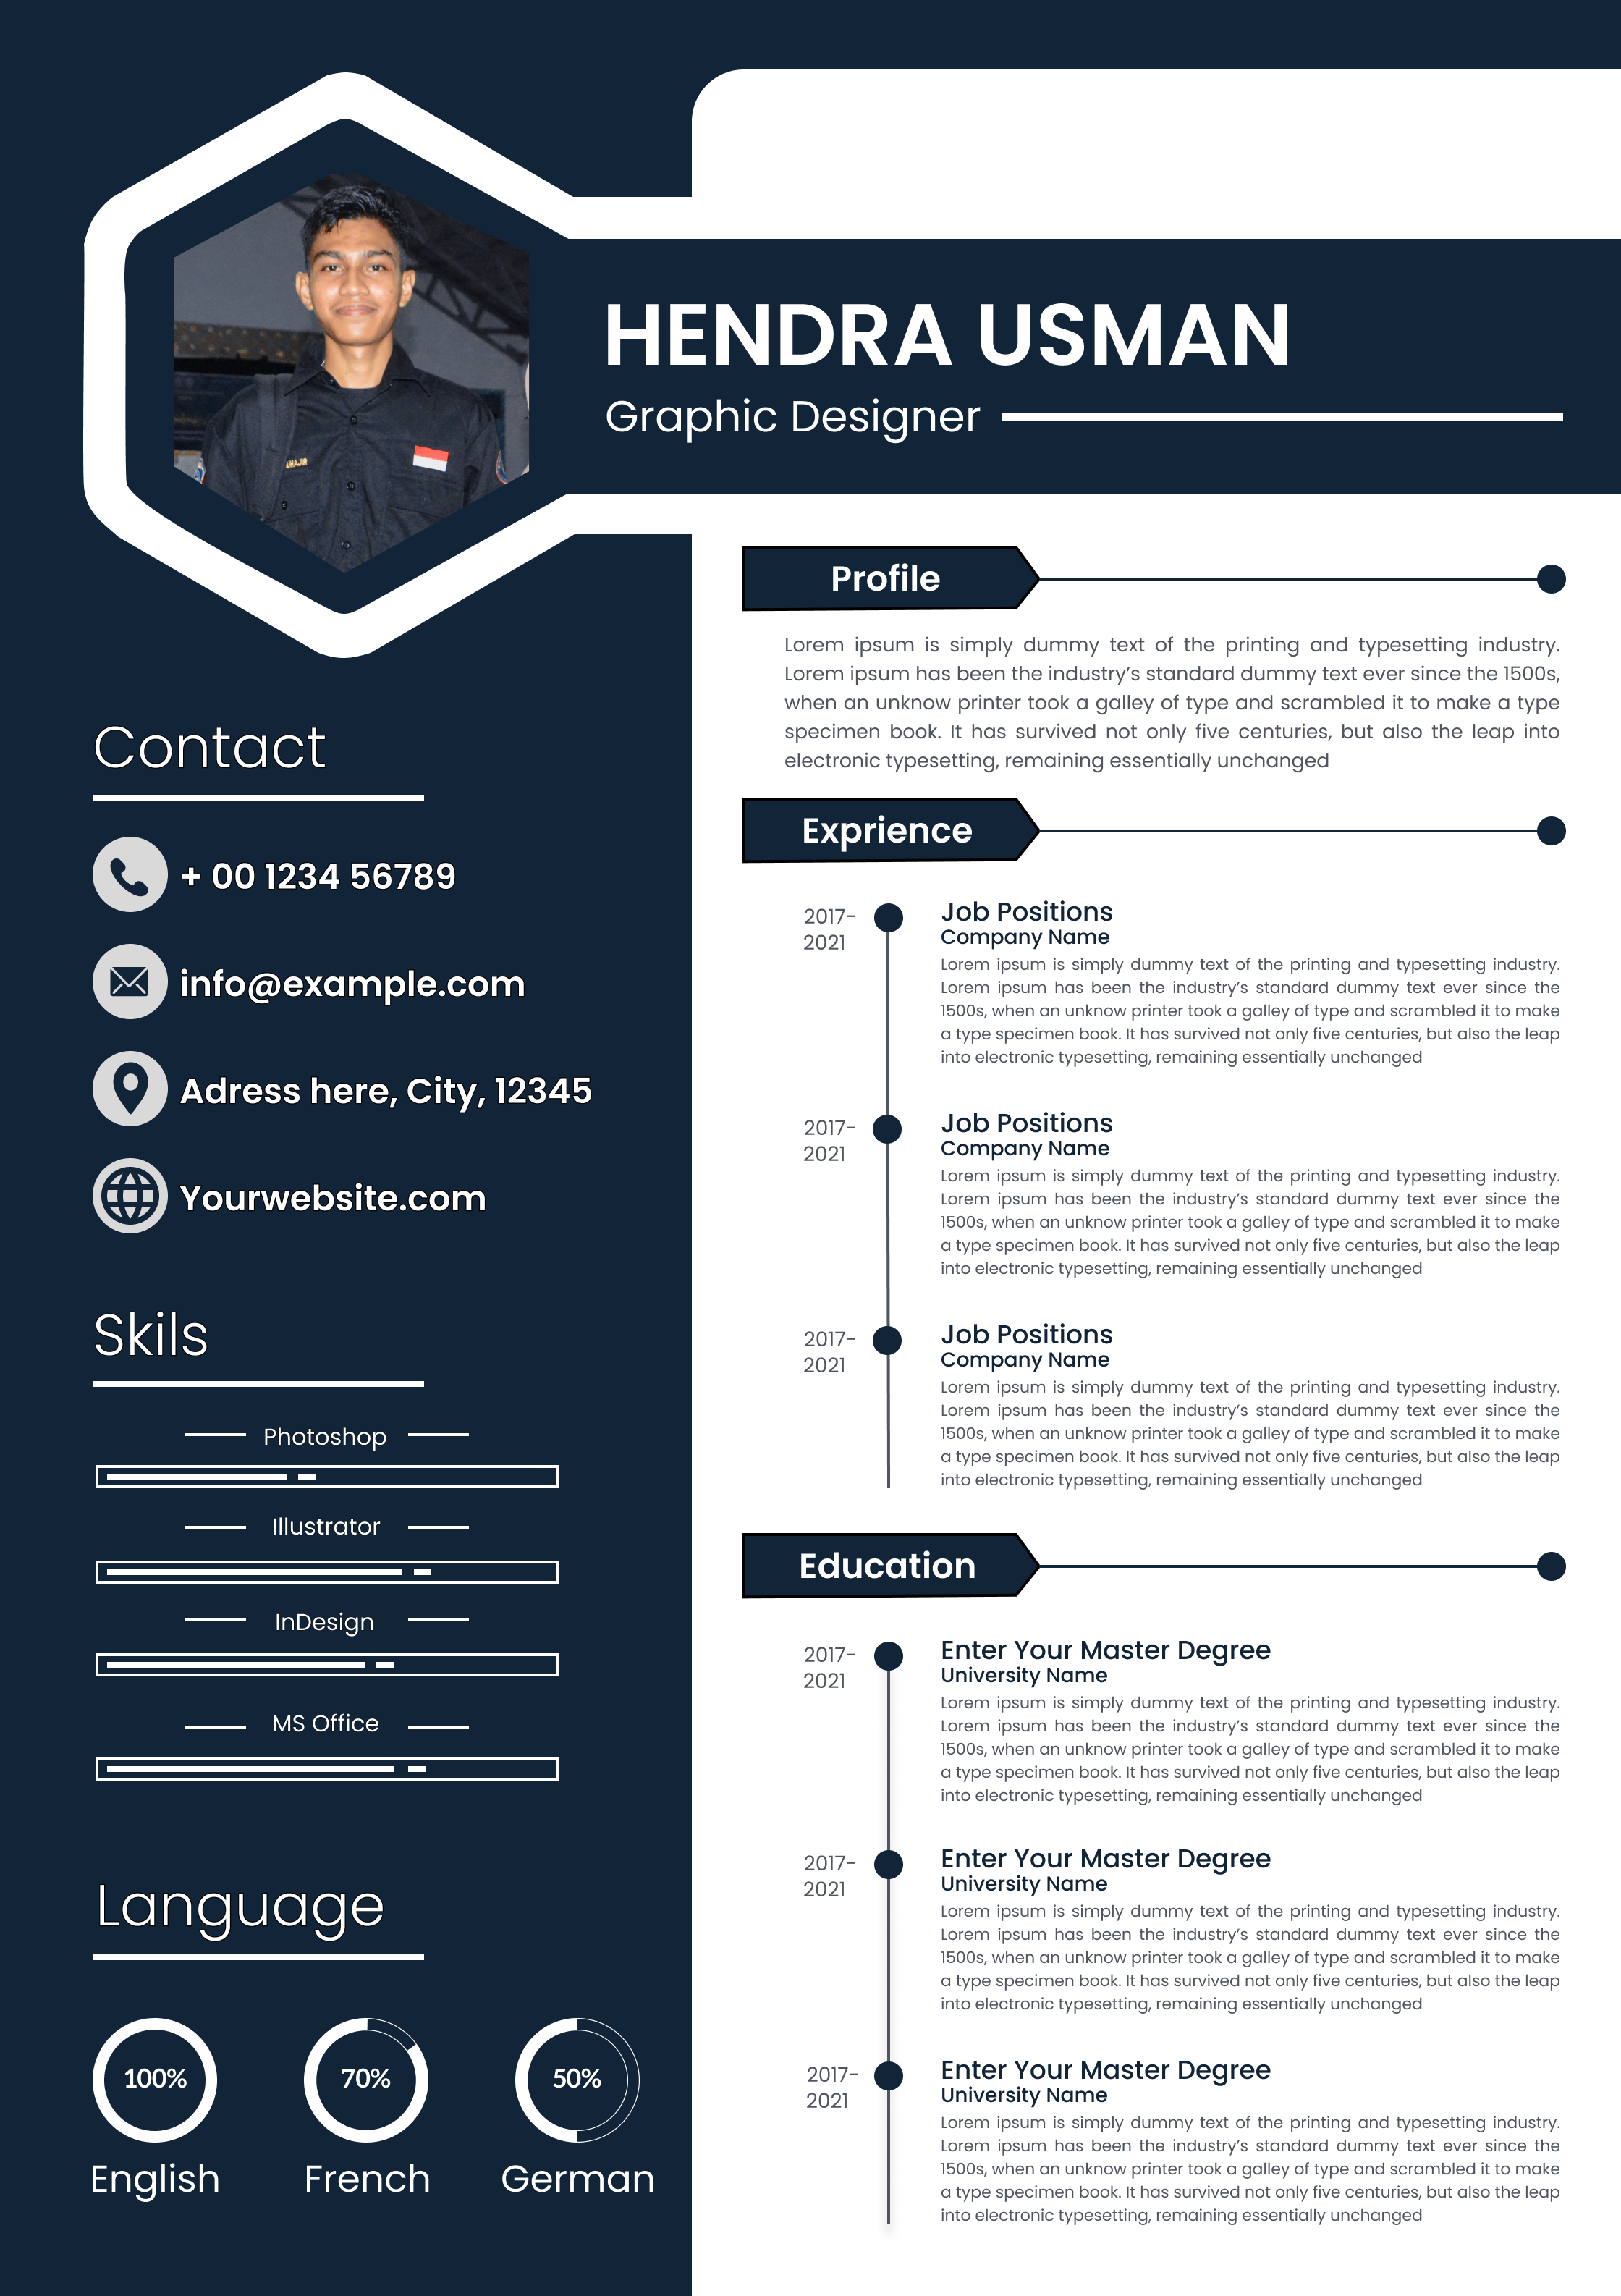 HENDRA USMAN
Graphic Designer
Contact
+ 00 1234 56789
info@example.com
Adress here, City, 12345
Yourwebsite.com
Skils
Photoshop
Illustrator
InDesign
MS Office
Language
100%
70%
50%
English
French
German
Profile
Lorem ipsum is simply dummy text of the printing and typesetting industry.
Lorem ipsum has been the industry’s standard dummy text ever since the 1500s,
when an unknow printer took a galley of type and scrambled it to make a type
specimen book. It has survived not only five centuries, but also the leap into
electronic typesetting, remaining essentially unchanged
Exprience
2017-
2021
Job Positions
Company Name
Lorem ipsum is simply dummy text of the printing and typesetting industry.
Lorem ipsum has been the industry’s standard dummy text ever since the
1500s, when an unknow printer took a galley of type and scrambled it to make
a type specimen book. It has survived not only five centuries, but also the leap
into electronic typesetting, remaining essentially unchanged
2017-
2021
Job Positions
Company Name
Lorem ipsum is simply dummy text of the printing and typesetting industry.
Lorem ipsum has been the industry’s standard dummy text ever since the
1500s, when an unknow printer took a galley of type and scrambled it to make
a type specimen book. It has survived not only five centuries, but also the leap
into electronic typesetting, remaining essentially unchanged
2017-
2021
Job Positions
Company Name
Lorem ipsum is simply dummy text of the printing and typesetting industry.
Lorem ipsum has been the industry’s standard dummy text ever since the
1500s, when an unknow printer took a galley of type and scrambled it to make
a type specimen book. It has survived not only five centuries, but also the leap
into electronic typesetting, remaining essentially unchanged
Education
2017-
2021
Enter Your Master Degree
University Name
Lorem ipsum is simply dummy text of the printing and typesetting industry.
Lorem ipsum has been the industry’s standard dummy text ever since the
1500s, when an unknow printer took a galley of type and scrambled it to make
a type specimen book. It has survived not only five centuries, but also the leap
into electronic typesetting, remaining essentially unchanged
2017-
2021
Enter Your Master Degree
University Name
Lorem ipsum is simply dummy text of the printing and typesetting industry.
Lorem ipsum has been the industry’s standard dummy text ever since the
1500s, when an unknow printer took a galley of type and scrambled it to make
a type specimen book. It has survived not only five centuries, but also the leap
into electronic typesetting, remaining essentially unchanged
2017-
2021
Enter Your Master Degree
University Name
Lorem ipsum is simply dummy text of the printing and typesetting industry.
Lorem ipsum has been the industry’s standard dummy text ever since the
1500s, when an unknow printer took a galley of type and scrambled it to make
a type specimen book. It has survived not only five centuries, but also the leap
into electronic typesetting, remaining essentially unchanged